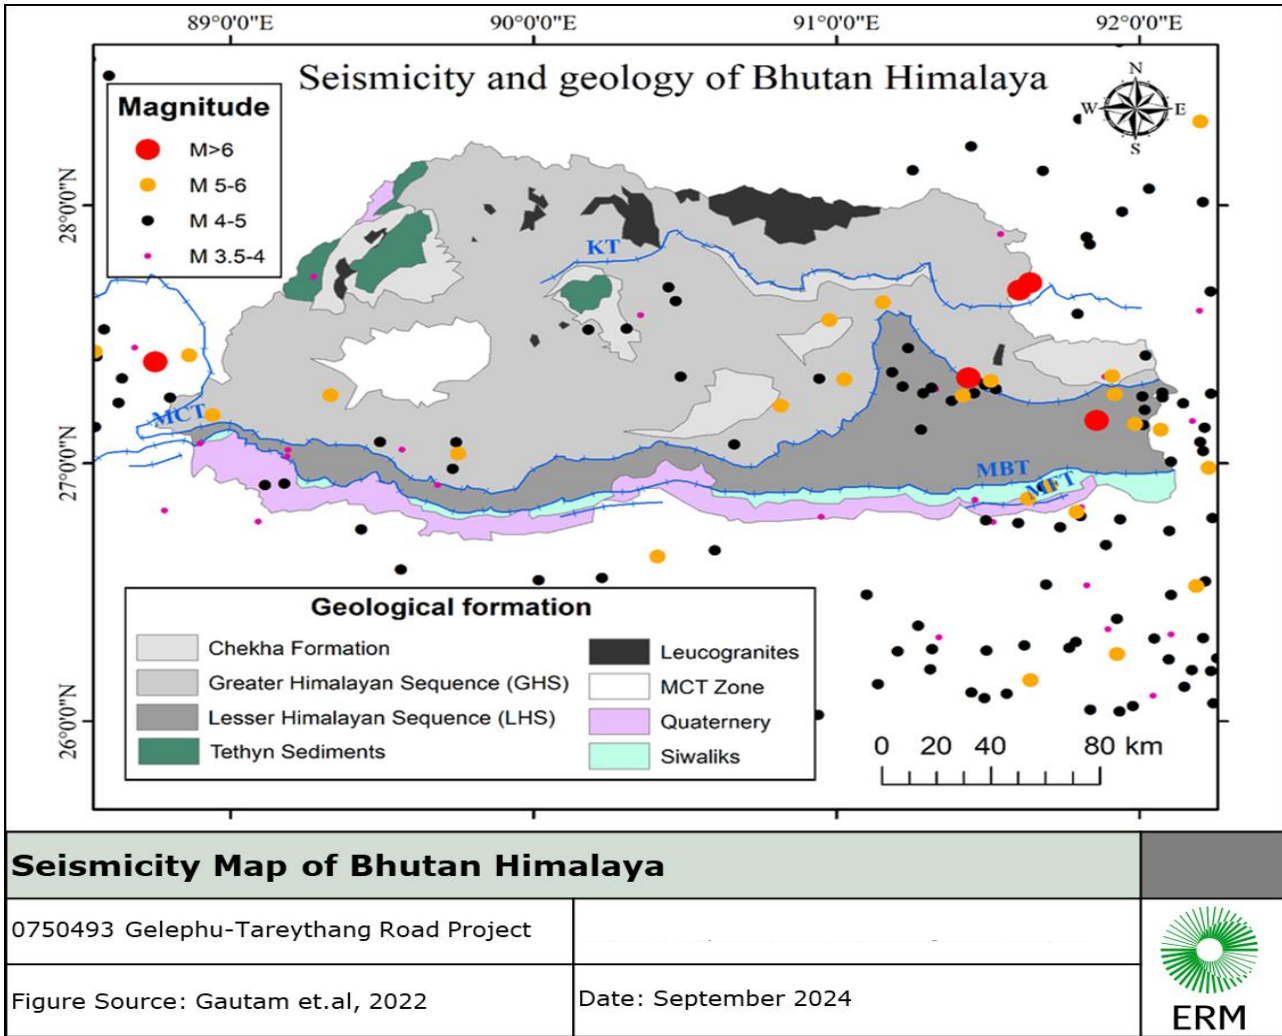 89°0'0"E 90°0'0"E 91°0'0"E 92°0'0"E
Seismicity and geology of Bhutan Himalaya
N
W E
S
Magnitude
M>6
M 5-6
M 4-5
M 3.5-4
28°0'0"N
27°0'0"N
26°0'0"N
KT
MCT
MBT
MFT
Geological formation
Chekha Formation
Greater Himalayan Sequence (GHS)
Lesser Himalayan Sequence (LHS)
Tethyn Sediments
Leucogranites
MCT Zone
Quaternery
Siwaliks
0 20 40 80 km
Seismicity Map of Bhutan Himalaya
0750493 Gelephu-Tareythang Road Project
Figure Source: Gautam et.al, 2022
Date: September 2024
ERM